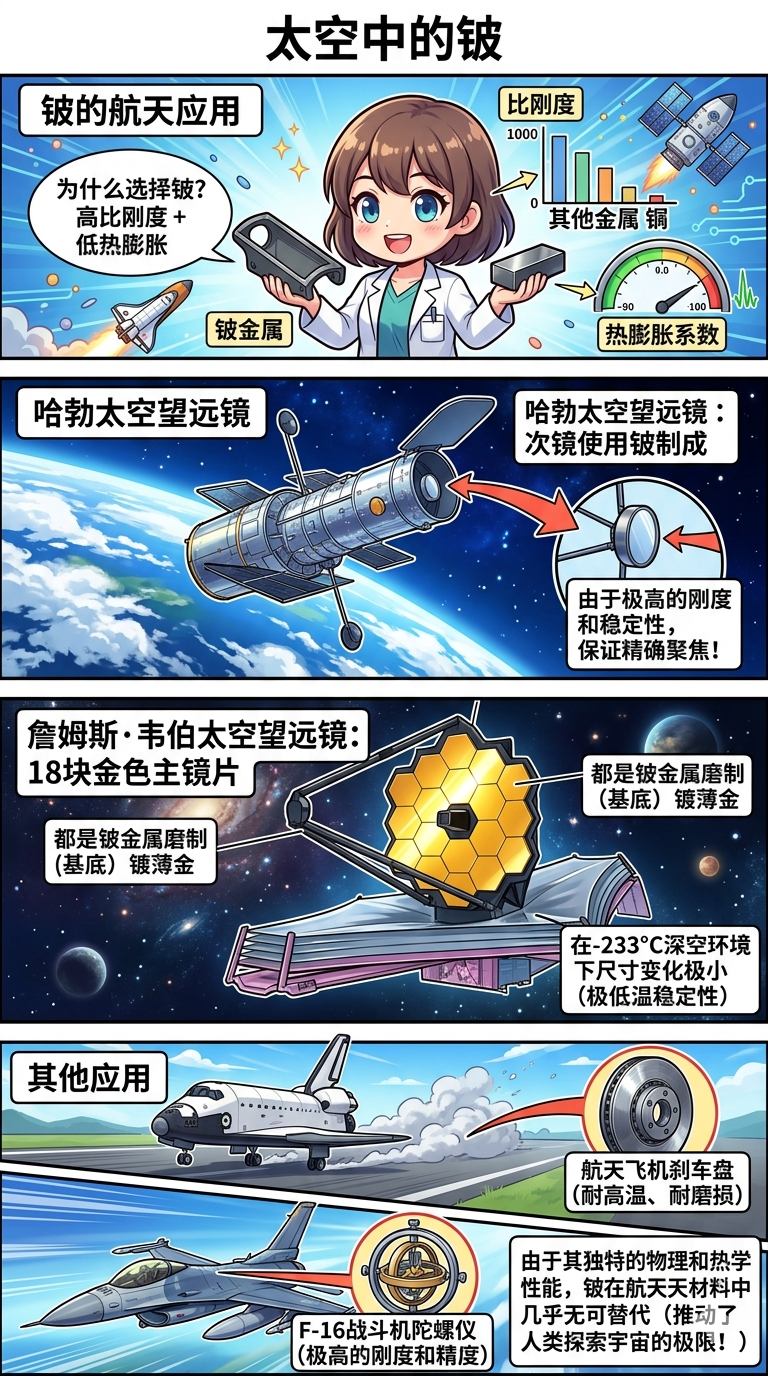 太空中的铍
铍的航天应用
为什么选择铍?
高比刚度 +
低热膨胀
铍金属
比刚度
1000
0
其他金属
0.0
-90
100
热膨胀系数
哈勃太空望远镜
哈勃太空望远镜：
次镜使用铍制成
由于极高的刚度
和稳定性，
保证精确聚焦！
詹姆斯·韦伯太空望远镜：
18块金色主镜片
都是铍金属磨制
（基底）镀薄金
都是铍金属磨制
（基底）镀薄金
在-233°C深空环境
下尺寸变化极小
（极低温稳定性）
其他应用
航天飞机刹车盘
（耐高温、耐磨损）
F-16战斗机陀螺仪
（极高的刚度和精度）
由于其独特的物理和热学
性能，铍在航天天材料中
几乎无可替代（推动了
人类探索宇宙的极限！）